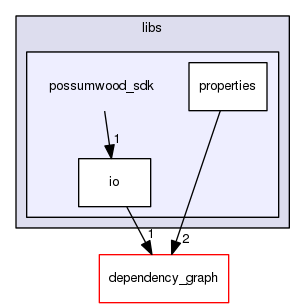 libs
possumwood_sdk
properties
1
io
1
2
dependency_graph